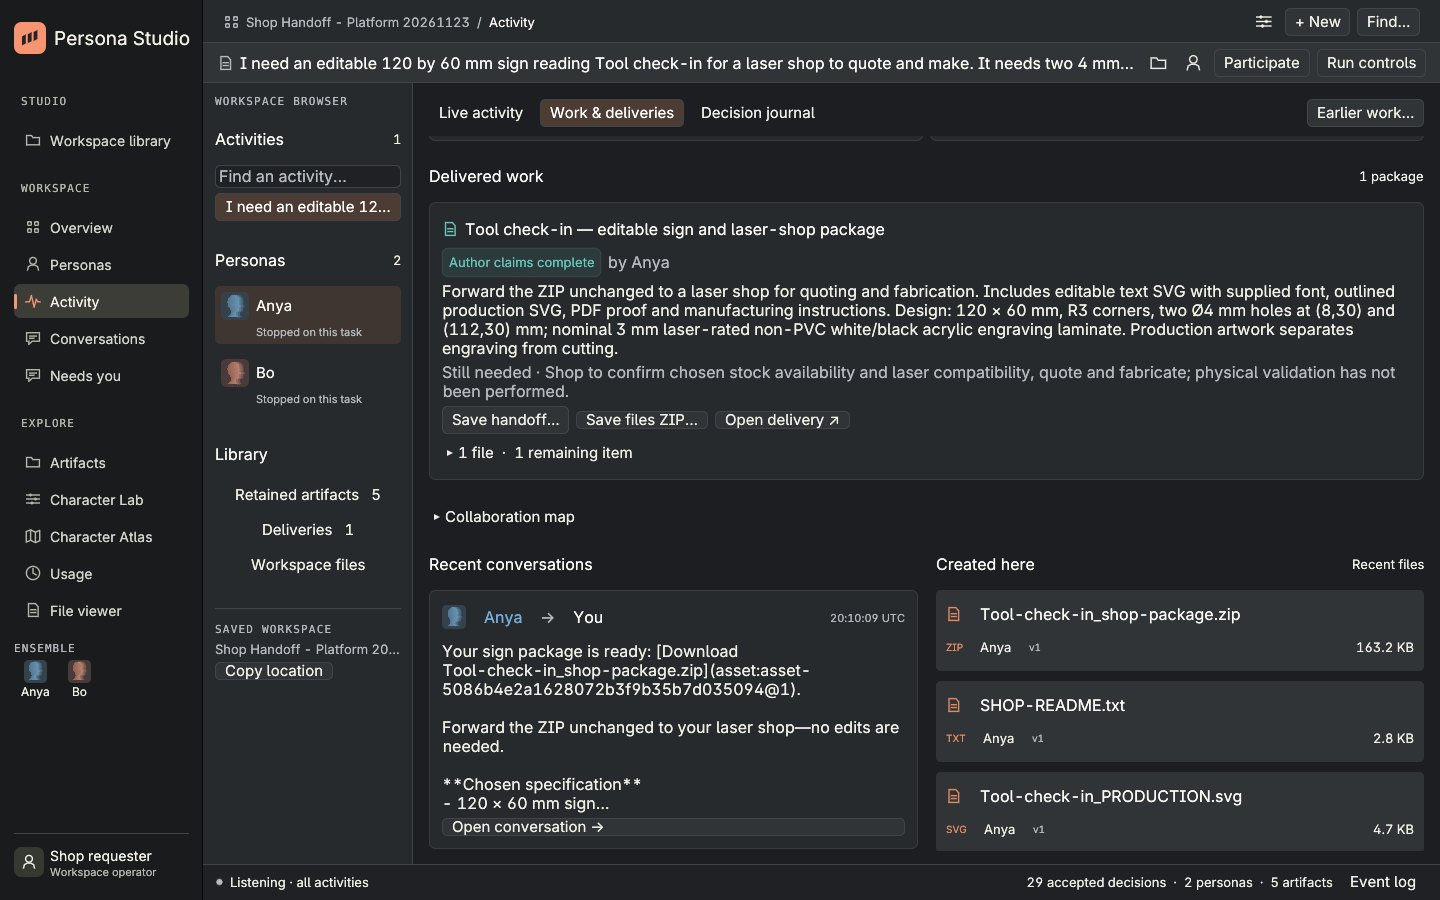 Persona Studio
STUDIO
Workspace library
WORKSPACE
Overview
Personas
Activity
Conversations
Needs you
EXPLORE
Artifacts
Character Lab
Character Atlas
Usage
File viewer
ENSEMBLE
Anya
Bo
Shop requester
Workspace operator
Shop Handoff - Platform 20261123 / Activity
+ New
Find...
I need an editable 120 by 60 mm sign reading Tool check-in for a laser shop to quote and make. It needs two 4 mm...
Participate
Run controls
WORKSPACE BROWSER
Activities 1
Find an activity...
I need an editable 12...
Personas 2
Anya
Stopped on this task
Bo
Stopped on this task
Library
Retained artifacts 5
Deliveries 1
Workspace files
SAVED WORKSPACE
Shop Handoff - Platform 20...
Copy location
Live activity
Work & deliveries
Decision journal
Earlier work...
Delivered work
1 package
Tool check-in — editable sign and laser-shop package
Author claims complete by Anya
Forward the ZIP unchanged to a laser shop for quoting and fabrication. Includes editable text SVG with supplied font, outlined
production SVG, PDF proof and manufacturing instructions. Design: 120 × 60 mm, R3 corners, two Ø4 mm holes at (8,30) and
(112,30) mm; nominal 3 mm laser-rated non-PVC white/black acrylic engraving laminate. Production artwork separates
engraving from cutting.
Still needed · Shop to confirm chosen stock availability and laser compatibility, quote and fabricate; physical validation has not
been performed.
Save handoff...
Save files ZIP...
Open delivery ↗
▸ 1 file · 1 remaining item
▸ Collaboration map
Recent conversations
Anya → You
20:10:09 UTC
Your sign package is ready: [Download
Tool-check-in_shop-package.zip](asset:asset-
5086b4e2a1628072b3f9b35b7d035094@1).
Forward the ZIP unchanged to your laser shop—no edits are
needed.
**Chosen specification**
- 120 × 60 mm sign...
Open conversation →
Created here
Recent files
Tool-check-in_shop-package.zip
ZIP Anya v1 163.2 KB
SHOP-README.txt
TXT Anya v1 2.8 KB
Tool-check-in_PRODUCTION.svg
SVG Anya v1 4.7 KB
Listening · all activities
29 accepted decisions · 2 personas · 5 artifacts
Event log